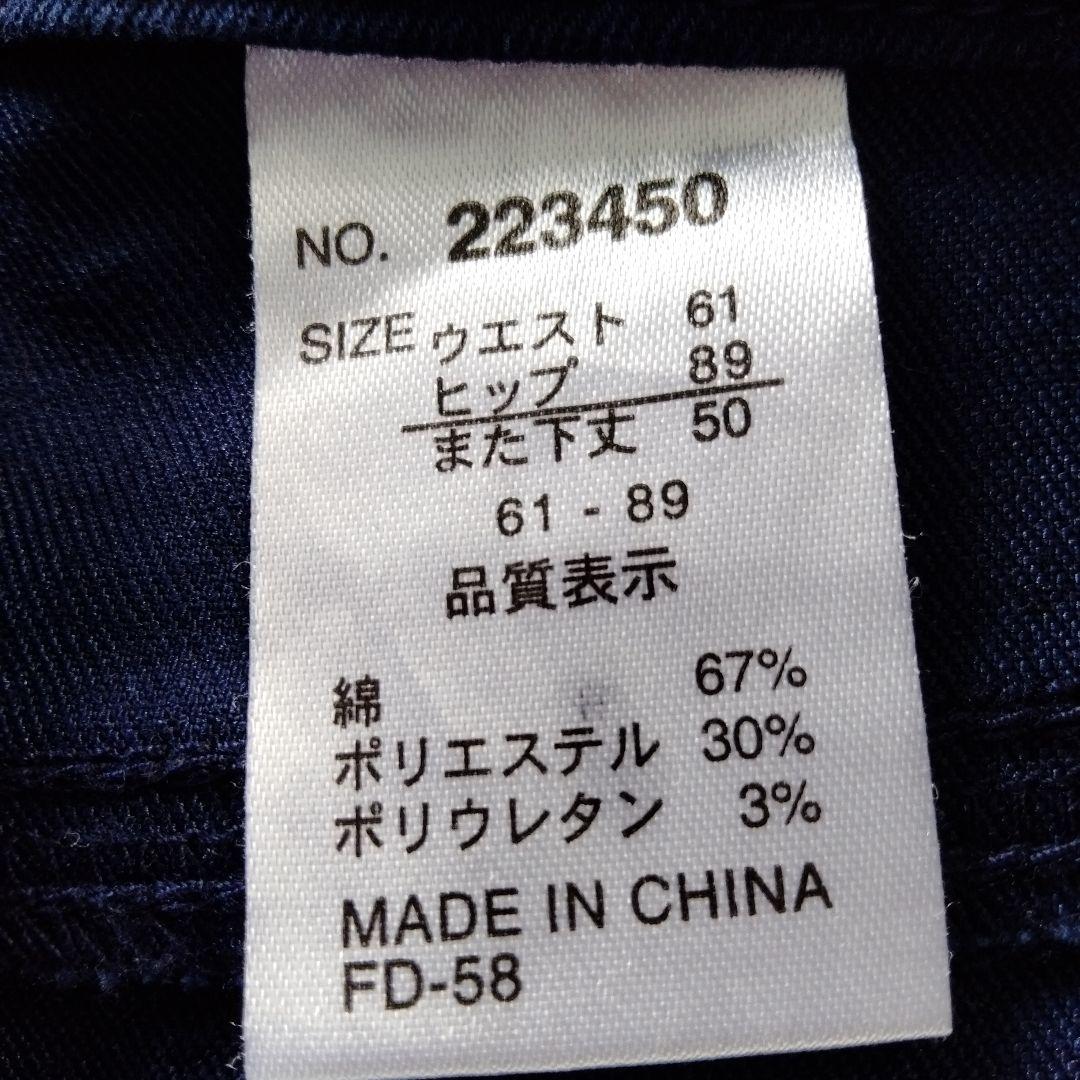 NO. 223450
SIZE ウエスト 61
ヒップ 89
また下丈 50
61 - 89
品質表示
綿 67%
ポリエステル 30%
ポリウレタン 3%
MADE IN CHINA
FD-58